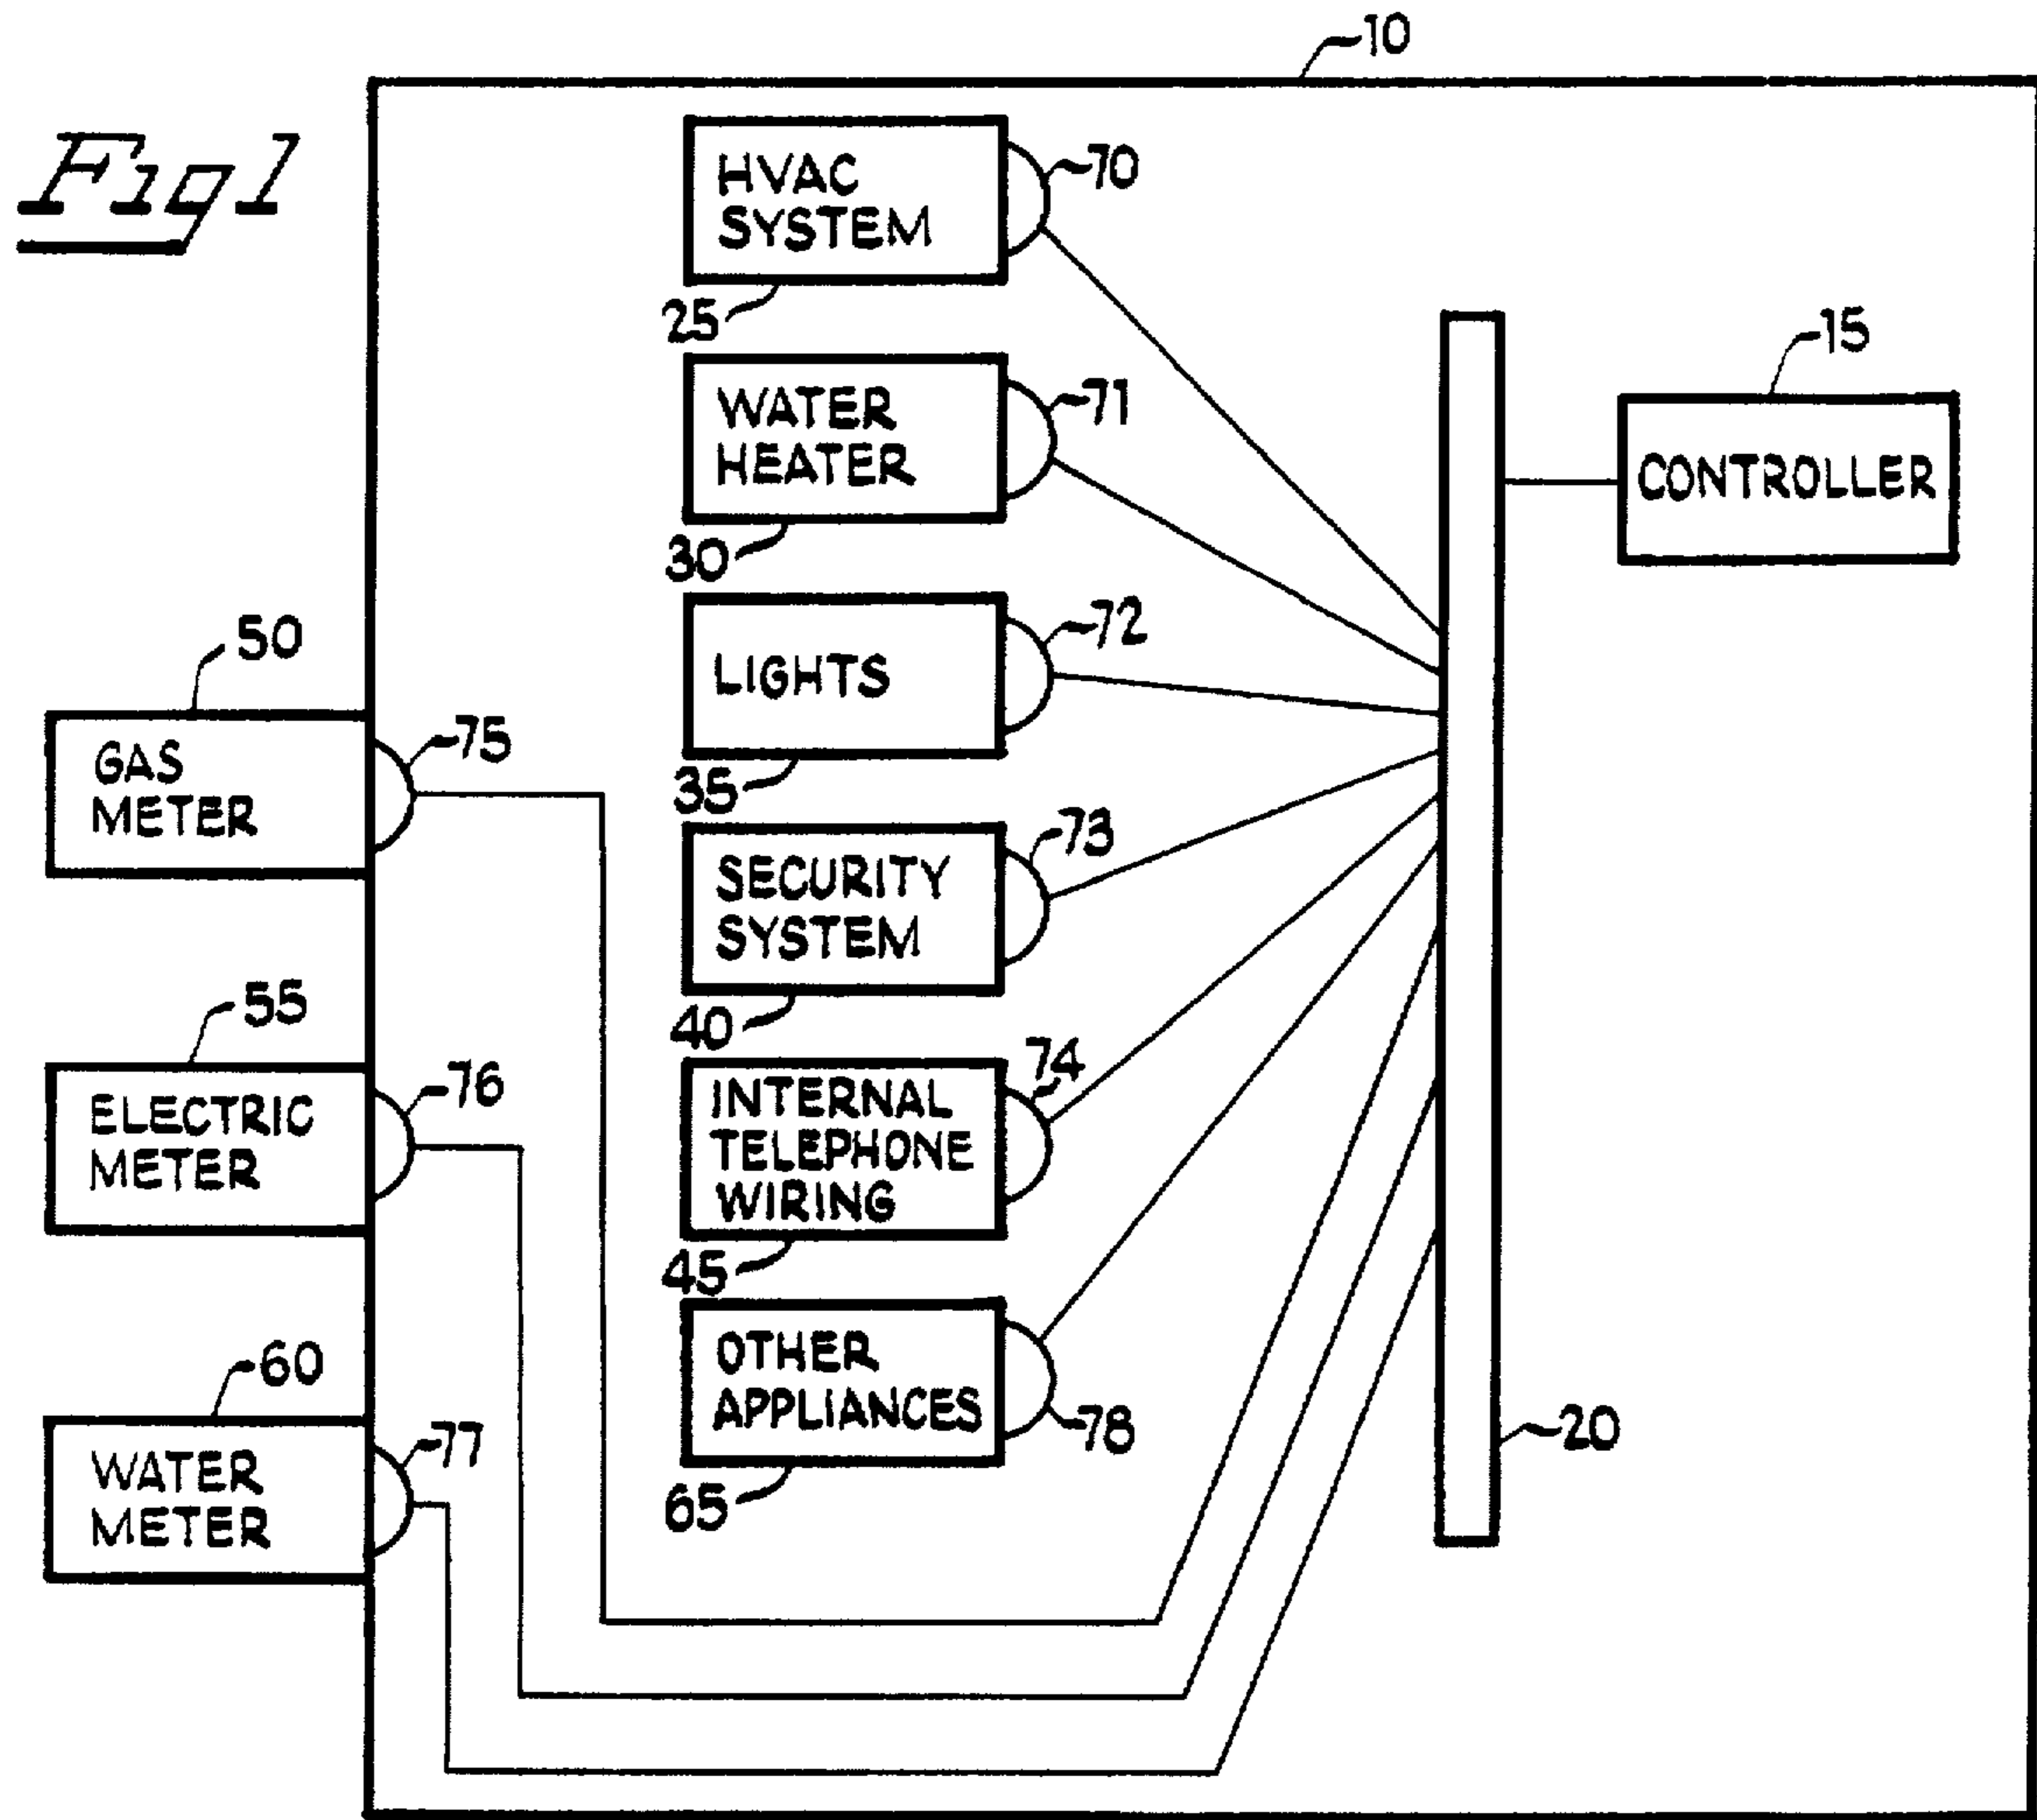 Fig 1
10
HVAC
SYSTEM
70
25
15
WATER
HEATER
71
CONTROLLER
30
LIGHTS
72
35
50
GAS
METER
75
SECURITY
SYSTEM
73
40
55
ELECTRIC
METER
76
INTERNAL
TELEPHONE
WIRING
74
45
60
WATER
METER
77
OTHER
APPLIANCES
78
65
20